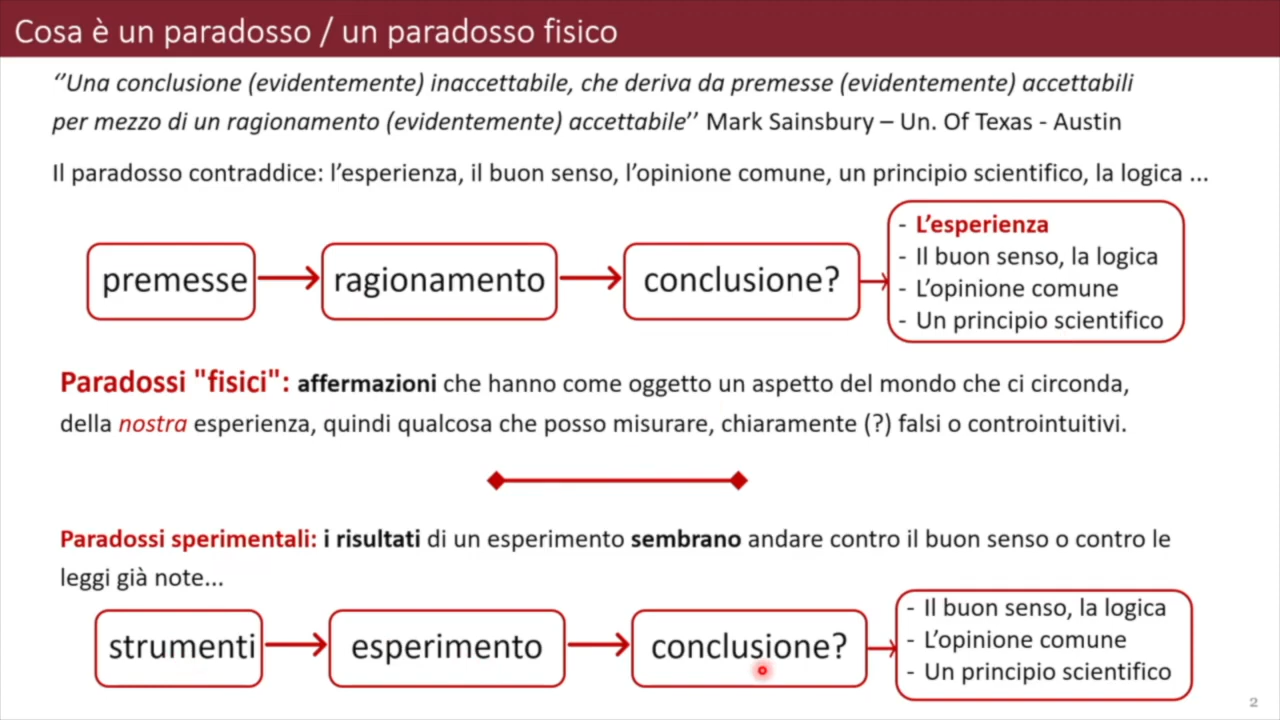 Cosa è un paradosso / un paradosso fisico
‘‘Una conclusione (evidentemente) inaccettabile, che deriva da premesse (evidentemente) accettabili
per mezzo di un ragionamento (evidentemente) accettabile’’ Mark Sainsbury – Un. Of Texas - Austin
Il paradosso contraddice: l’esperienza, il buon senso, l’opinione comune, un principio scientifico, la logica ...
premesse
ragionamento
conclusione?
- L’esperienza
- Il buon senso, la logica
- L’opinione comune
- Un principio scientifico
Paradossi "fisici": affermazioni che hanno come oggetto un aspetto del mondo che ci circonda,
della nostra esperienza, quindi qualcosa che posso misurare, chiaramente (?) falsi o controintuitivi.
Paradossi sperimentali: i risultati di un esperimento sembrano andare contro il buon senso o contro le
leggi già note...
strumenti
esperimento
conclusione?
- Il buon senso, la logica
- L’opinione comune
- Un principio scientifico
2